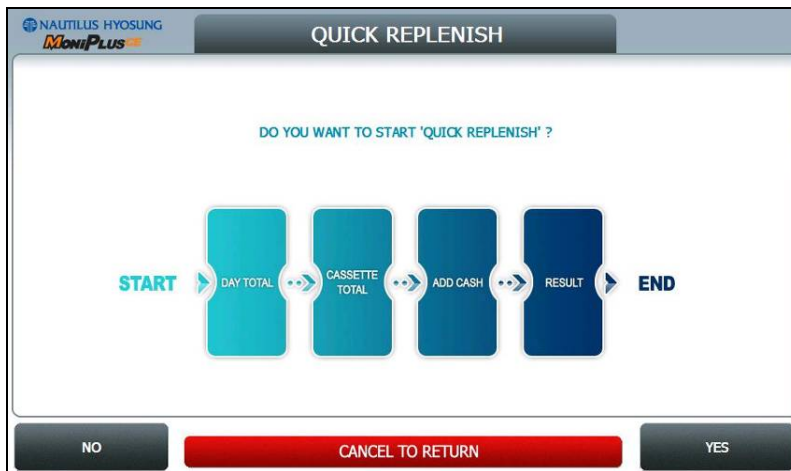 NAUTILUS HYOSUNG
MONIPLUSCE
QUICK REPLENISH
DO YOU WANT TO START 'QUICK REPLENISH' ?
START
DAY TOTAL
CASSETTE
TOTAL
ADD CASH
RESULT
END
NO
CANCEL TO RETURN
YES